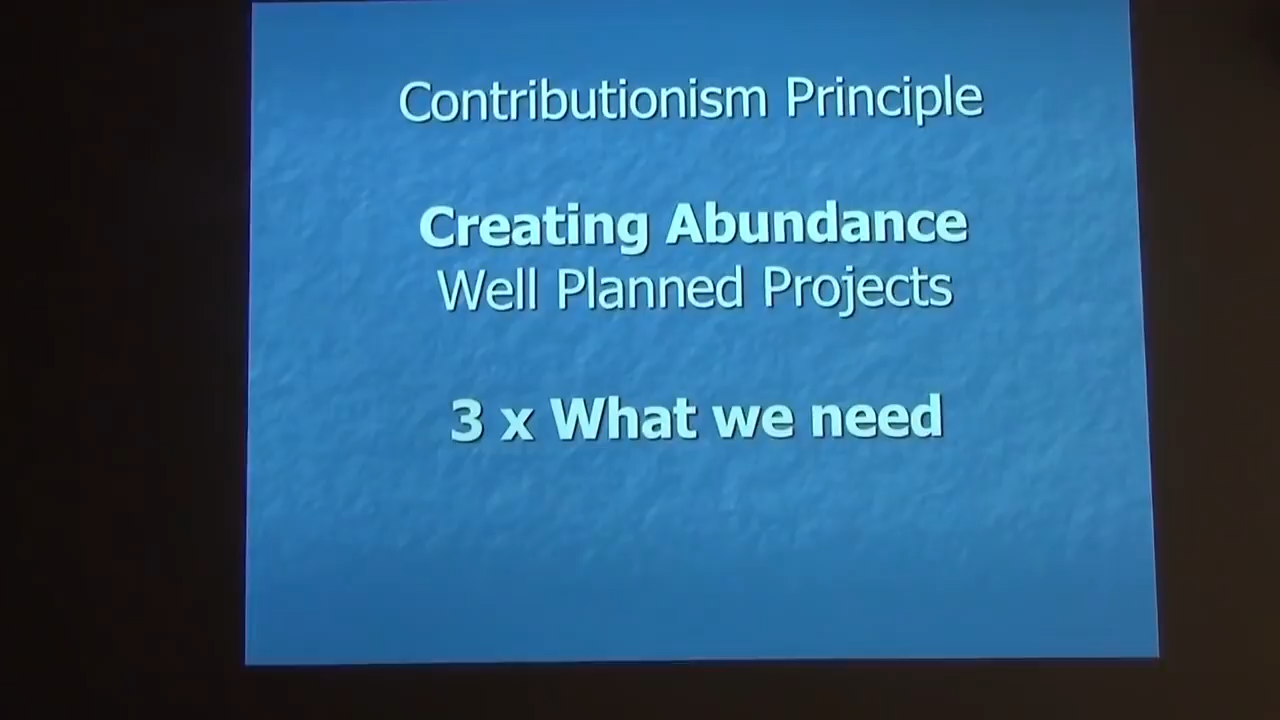 Contributionism Principle
Creating Abundance
Well Planned Projects
3 x What we need